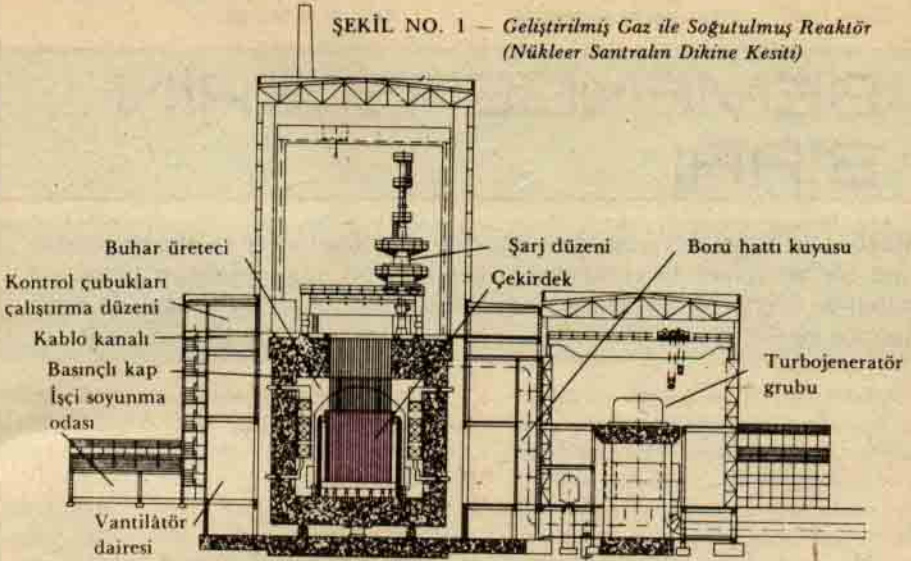 ŞEKİL NO. 1 — Geliştirilmiş Gaz ile Soğutulmuş Reaktör
(Nükleer Santralın Dikine Kesiti)
Buhar üreteci
Şarj düzeni
Boru hattı kuyusu
Kontrol çubukları
çalıştırma düzeni
Çekirdek
Kablo kanalı
Basınçlı kap
Turbojeneratör
grubu
İşçi soyunma
odası
Vantilâtör
dairesi